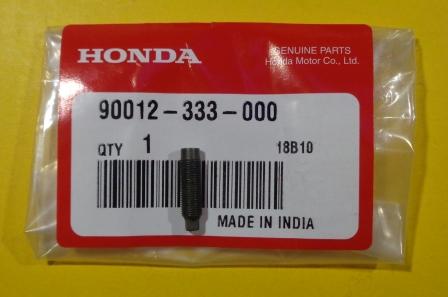 HONDA
GENUINE PARTS
Honda Motor Co., Ltd.
90012-333-000
QTY 1 18B10
MADE IN INDIA